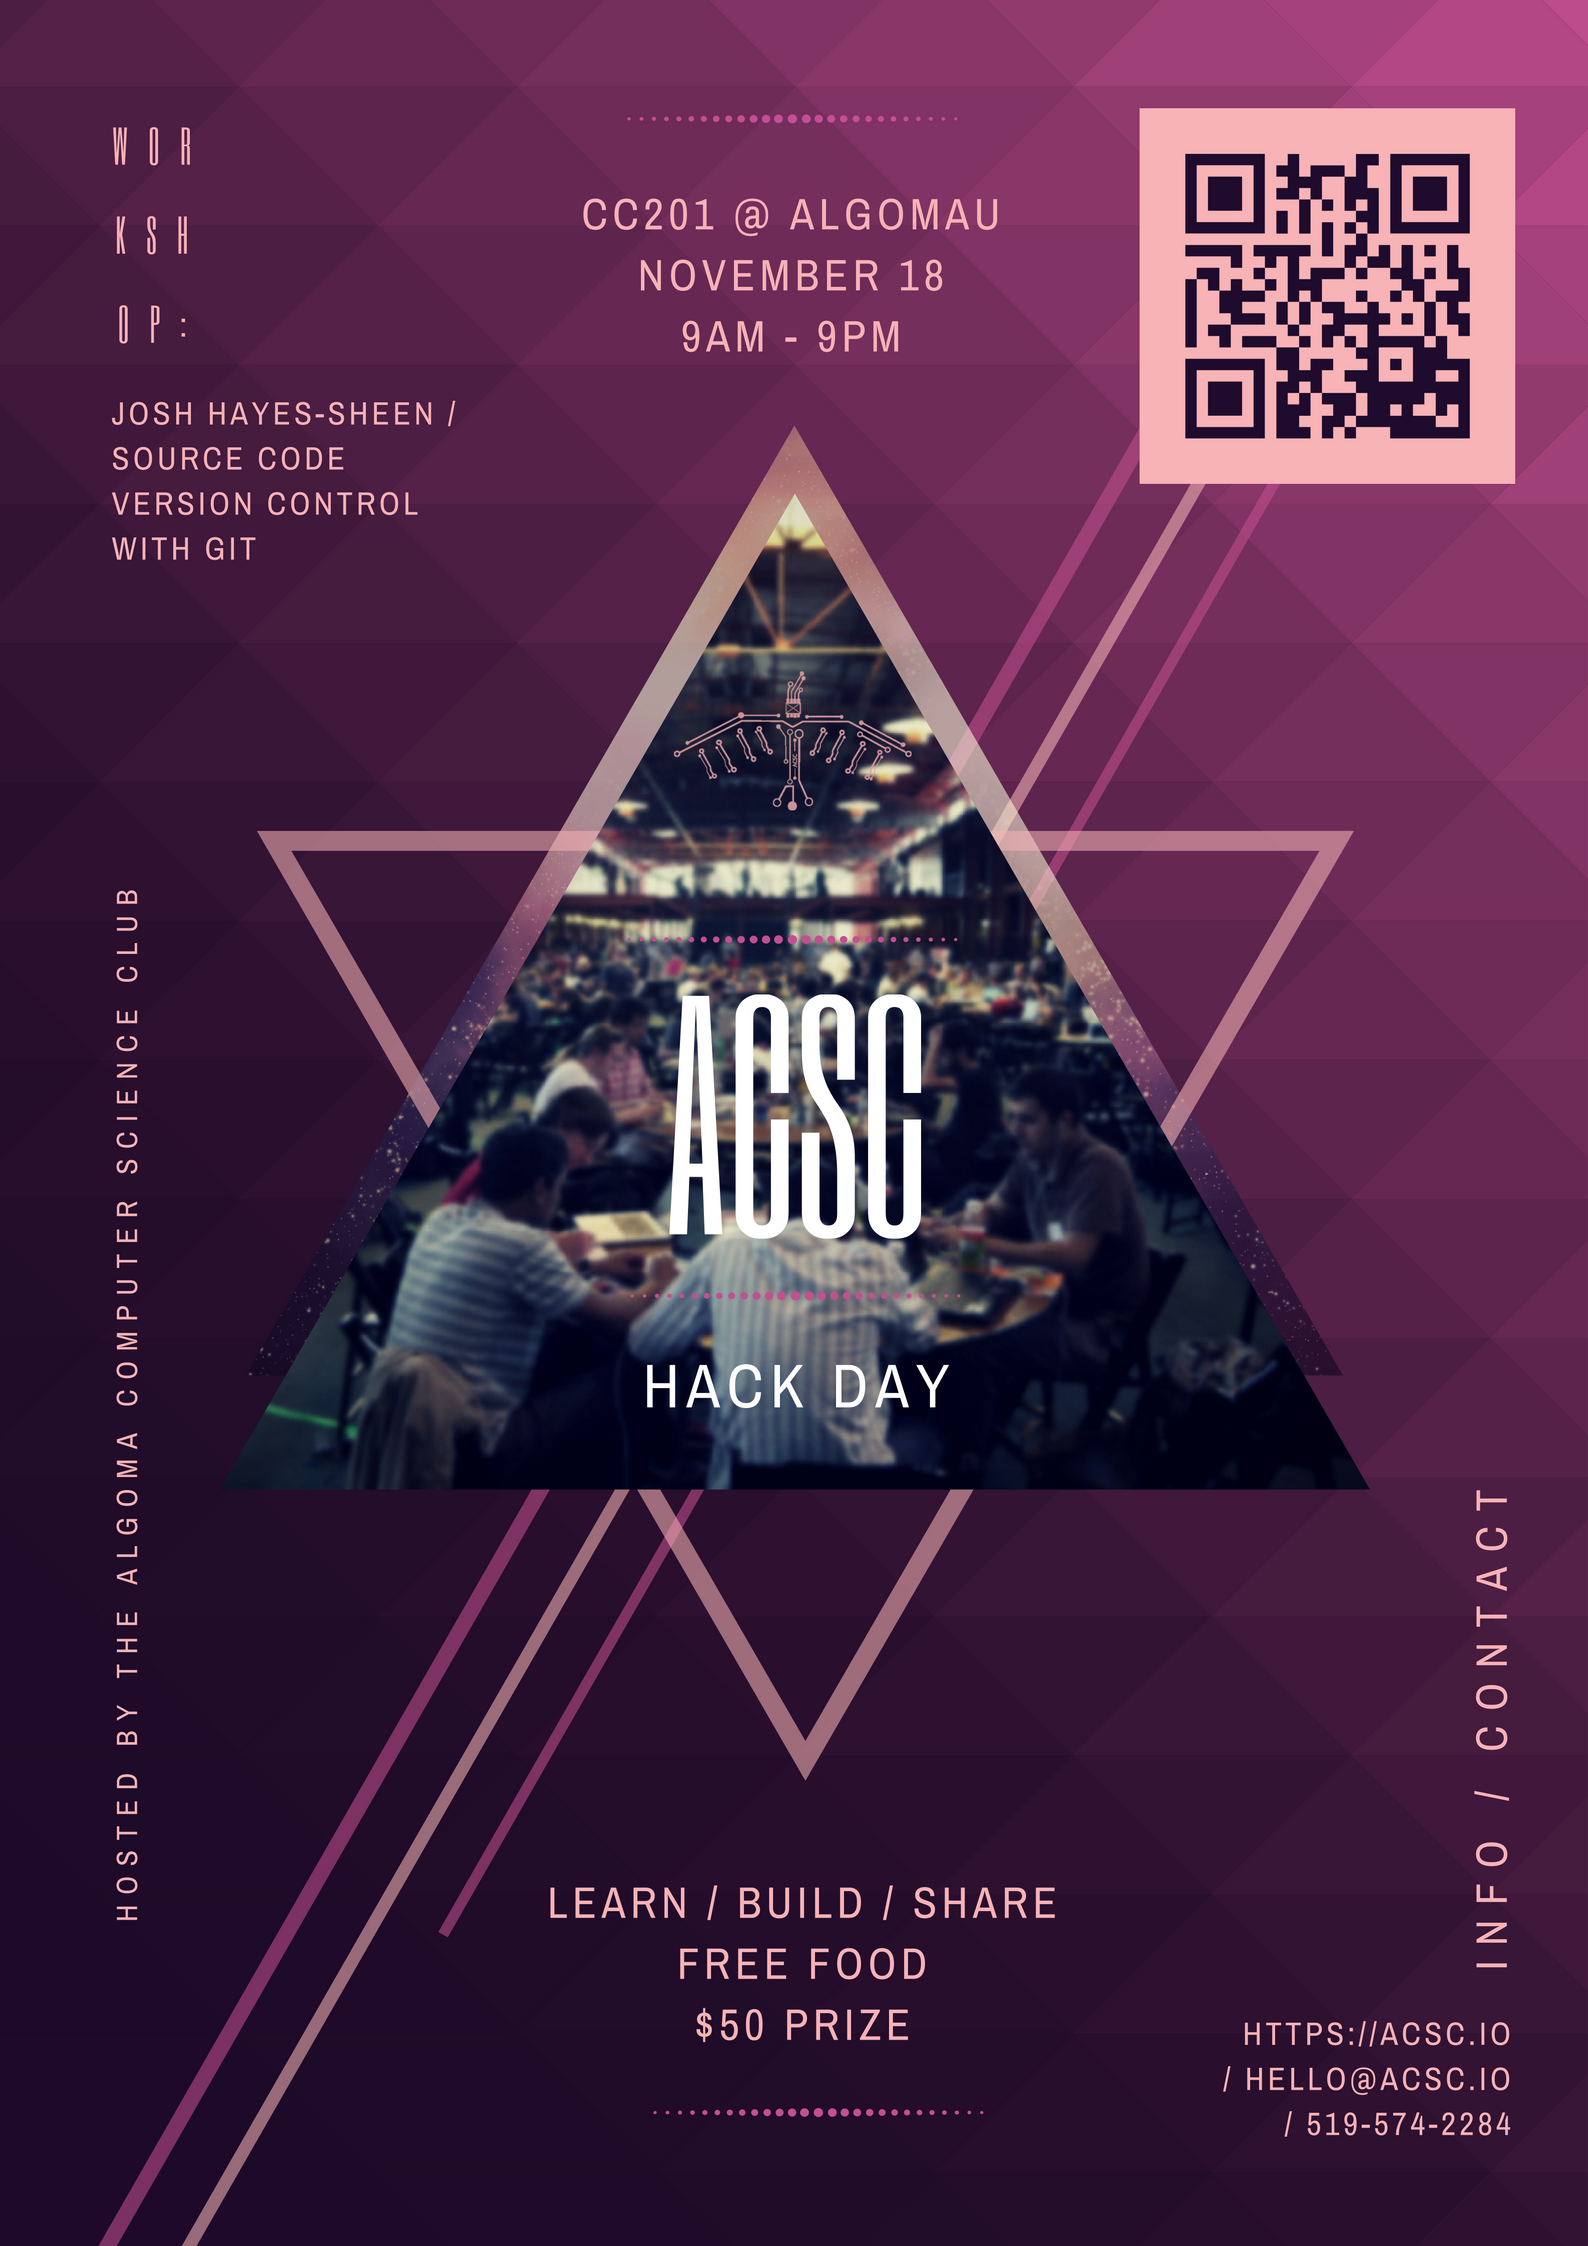 WOR
KSH
OP:
JOSH HAYES-SHEEN /
SOURCE CODE
VERSION CONTROL
WITH GIT
CC201 @ ALGOMAU
NOVEMBER 18
9AM - 9PM
ACSC
ACSC
HACK DAY
HOSTED BY THE ALGOMA COMPUTER SCIENCE CLUB
LEARN / BUILD / SHARE
FREE FOOD
$50 PRIZE
INFO / CONTACT
HTTPS://ACSC.IO
/ HELLO@ACSC.IO
/ 519-574-2284